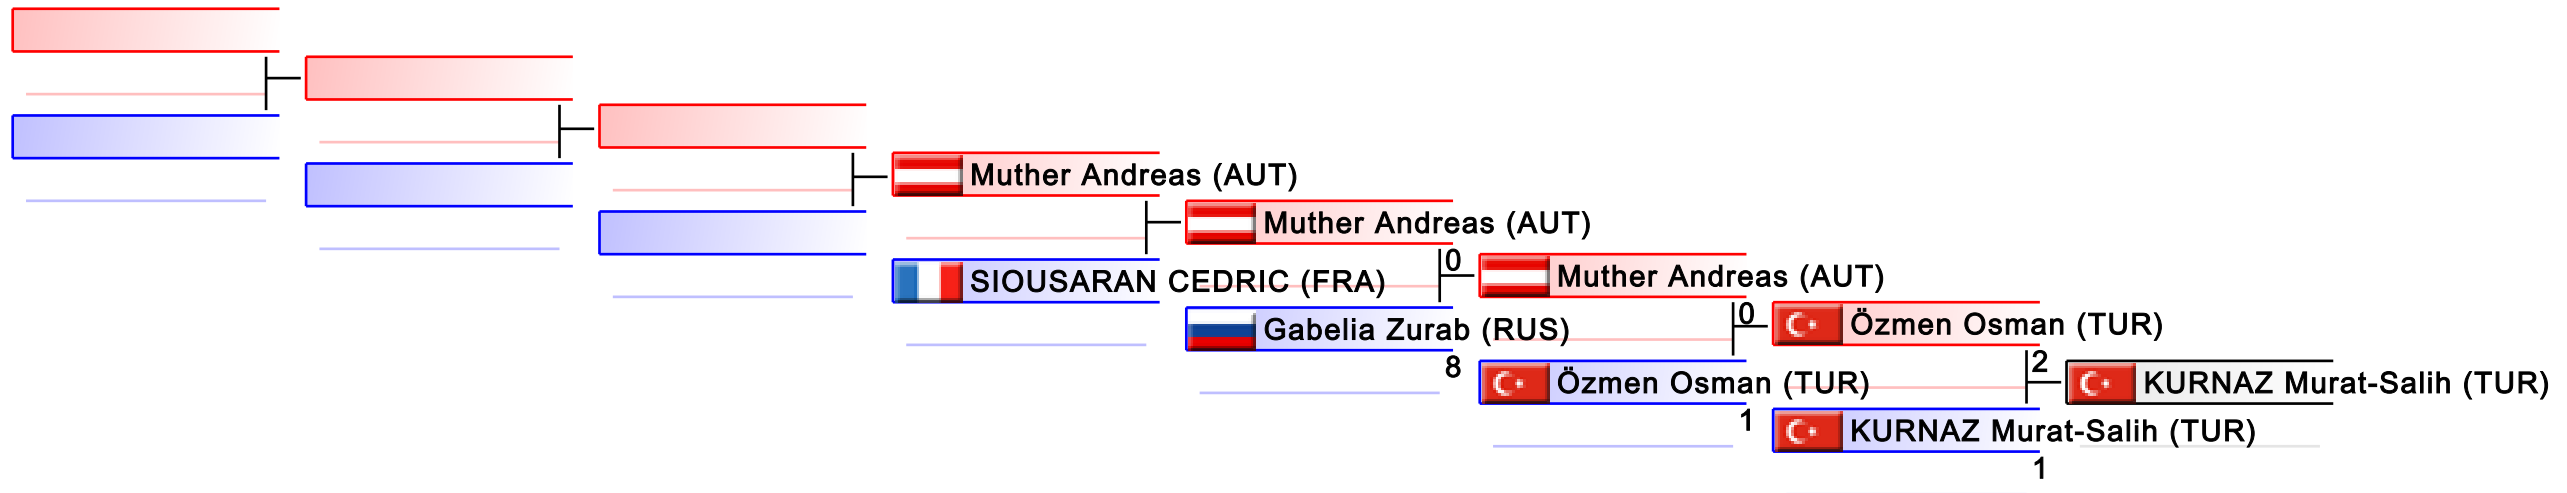 Muther Andreas (AUT)
Muther Andreas (AUT)
0
SIOUSARAN CEDRIC (FRA)
Muther Andreas (AUT)
0
Gabelia Zurab (RUS)
8
Özmen Osman (TUR)
2
Özmen Osman (TUR)
1
KURNAZ Murat-Salih (TUR)
KURNAZ Murat-Salih (TUR)
1